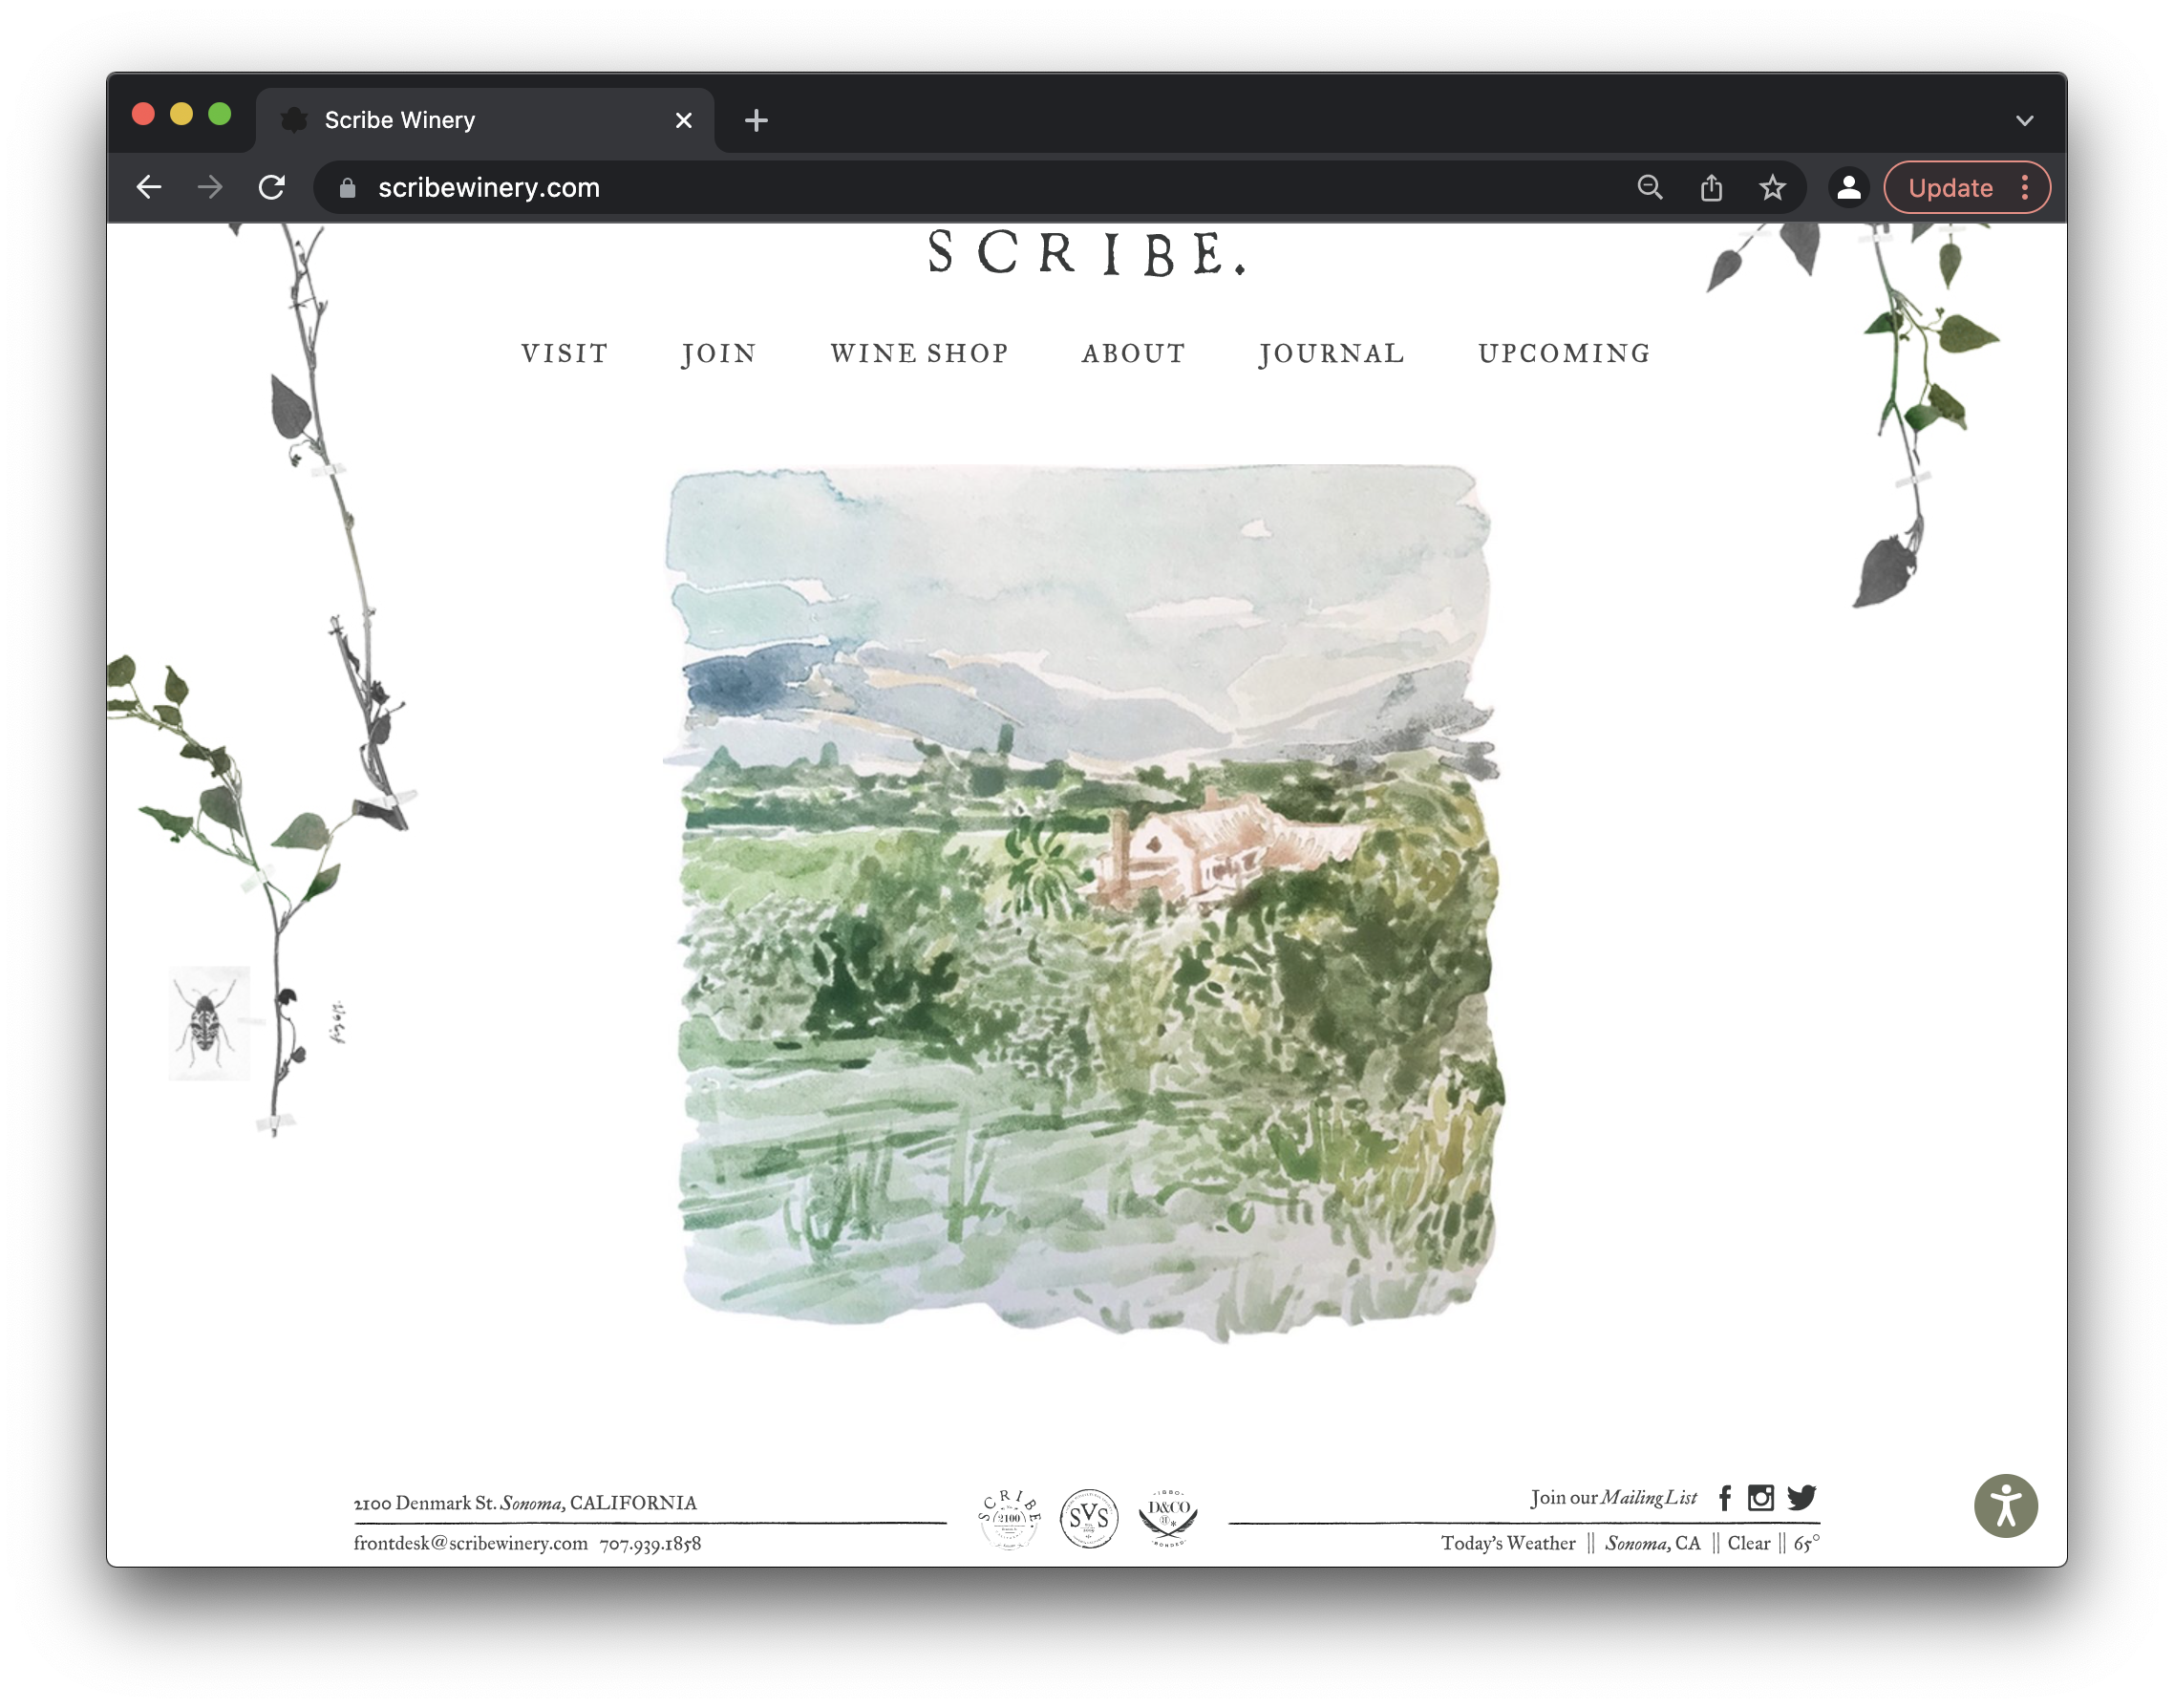 Scribe Winery
scribewinery.com
Update
SCRIBE.
VISIT JOIN WINE SHOP ABOUT JOURNAL UPCOMING
2100 Denmark St. Sonoma, CALIFORNIA
frontdesk@scribewinery.com 707.939.1858
SCRIBE.
2100
SVS
1880
D&CO
BONDED
Join our Mailing List
Today's Weather || Sonoma, CA || Clear || 65°